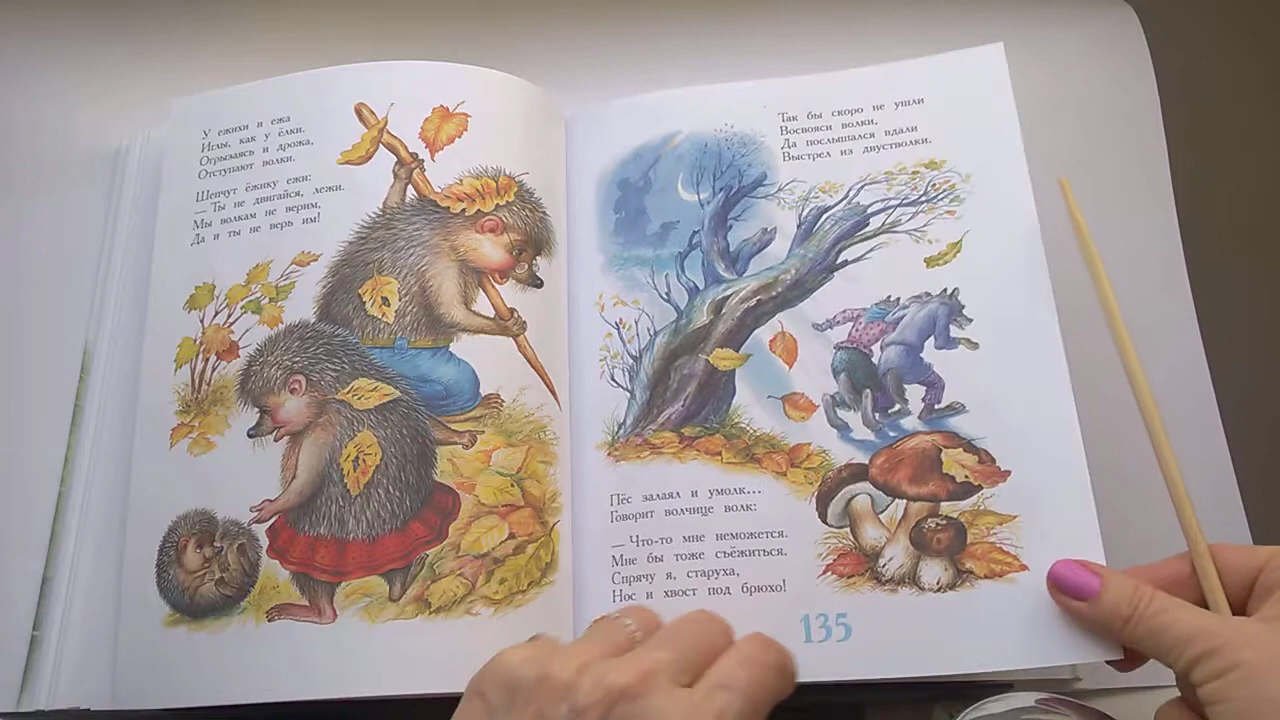 У ежихи и ежа
Иглы, как у ёлки.
Огрызаясь и дрожа,
Отступают волки.
Шепчут ёжику ежи:
— Ты не двигайся, лежи.
Мы волкам не верим,
Да и ты не верь им!
Так бы скоро не ушли
Восвояси волки,
Да послышался вдали
Выстрел из двустволки.
Пёс залаял и умолк...
Говорит волчице волк:
— Что-то мне неможется.
Мне бы тоже съёжиться.
Спрячу я, старуха,
Нос и хвост под брюхо!
135